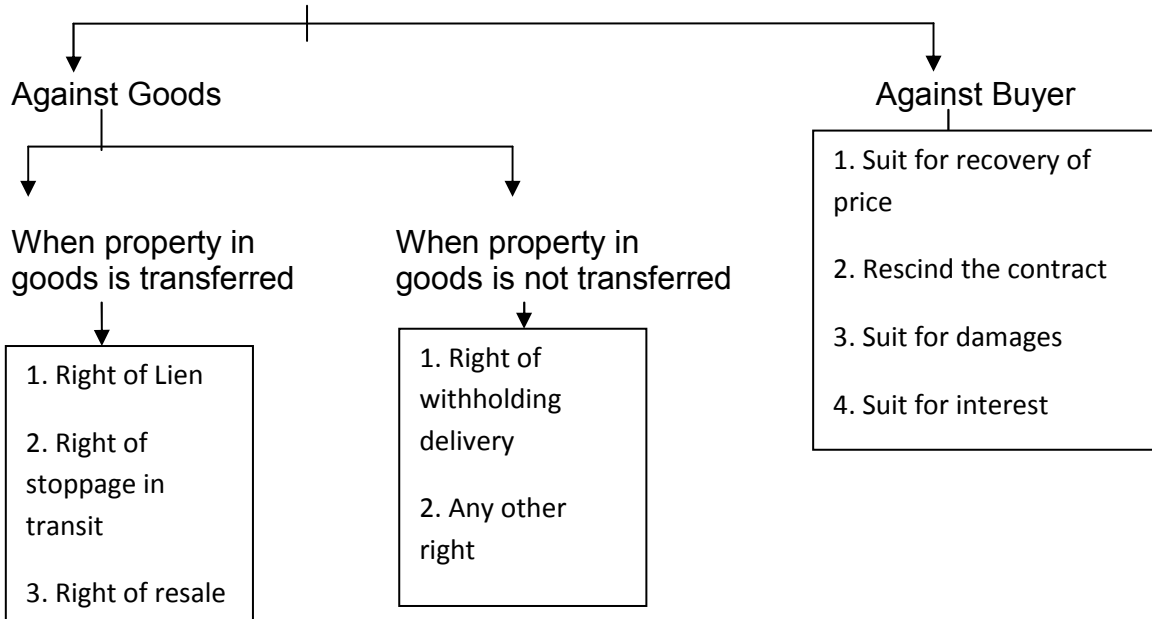 Against Goods
Against Buyer
When property in
goods is transferred
When property in
goods is not transferred
1. Right of Lien
2. Right of
stoppage in
transit
3. Right of resale
1. Right of
withholding
delivery
2. Any other
right
1. Suit for recovery of
price
2. Rescind the contract
3. Suit for damages
4. Suit for interest